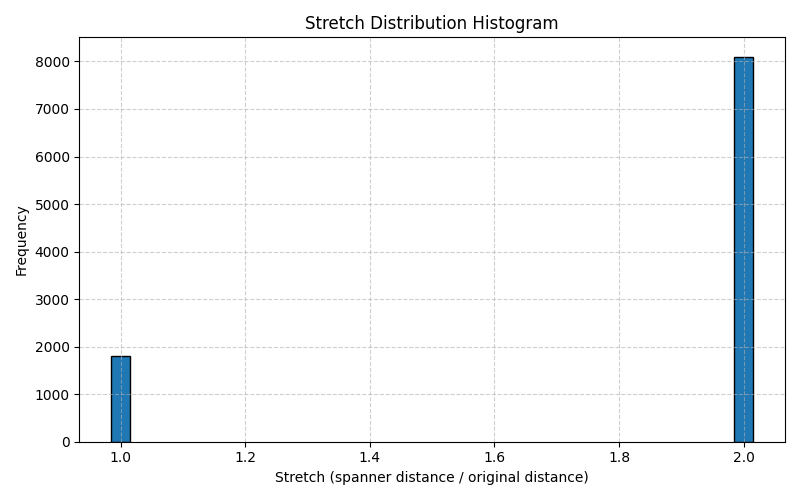 Stretch Distribution Histogram
8000
7000
6000
5000
4000
3000
2000
1000
0
Frequency
1.0 1.2 1.4 1.6 1.8 2.0
Stretch (spanner distance / original distance)